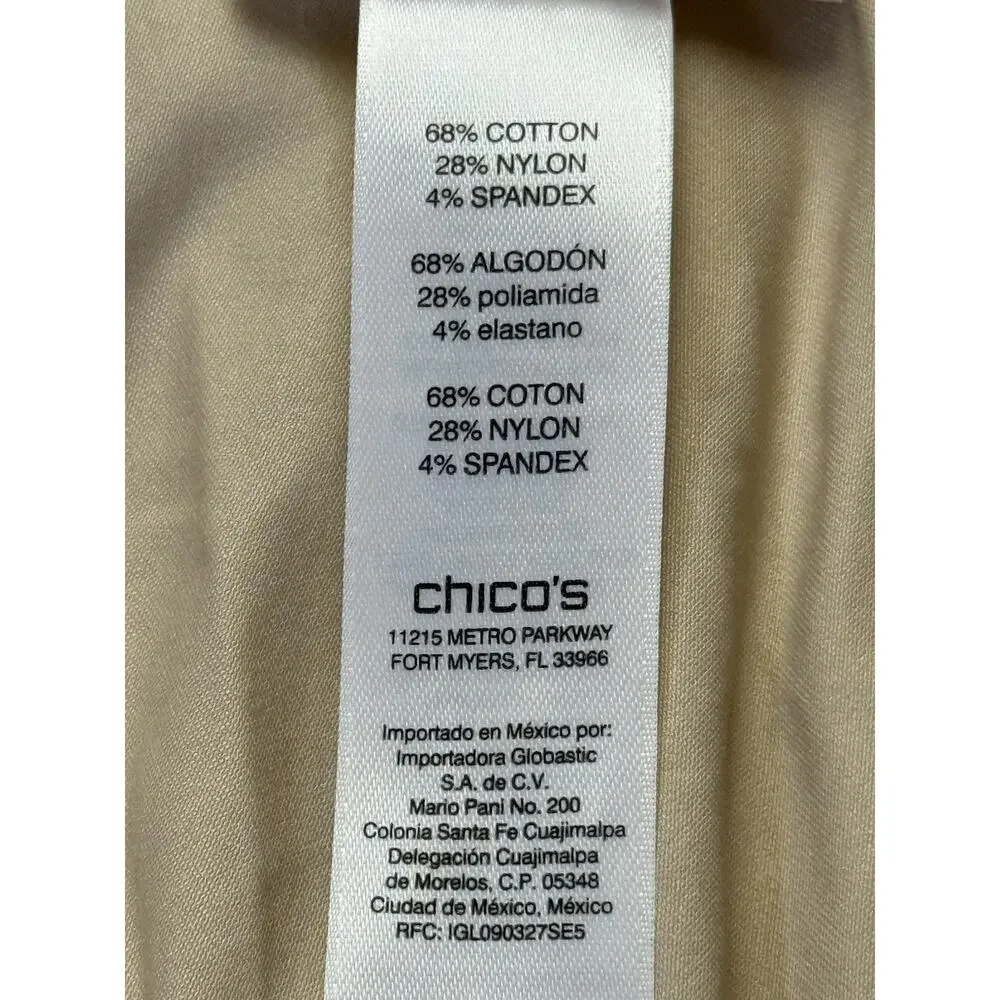 68% COTTON
28% NYLON
4% SPANDEX
68% ALGODÓN
28% poliamida
4% elastano
68% COTON
28% NYLON
4% SPANDEX
chico's
11215 METRO PARKWAY
FORT MYERS, FL 33966
Importado en México por:
Importadora Globastic
S.A. de C.V.
Mario Pani No. 200
Colonia Santa Fe Cuajimalpa
Delegación Cuajimalpa
de Morelos, C.P. 05348
Ciudad de México, México
RFC: IGL090327SE5